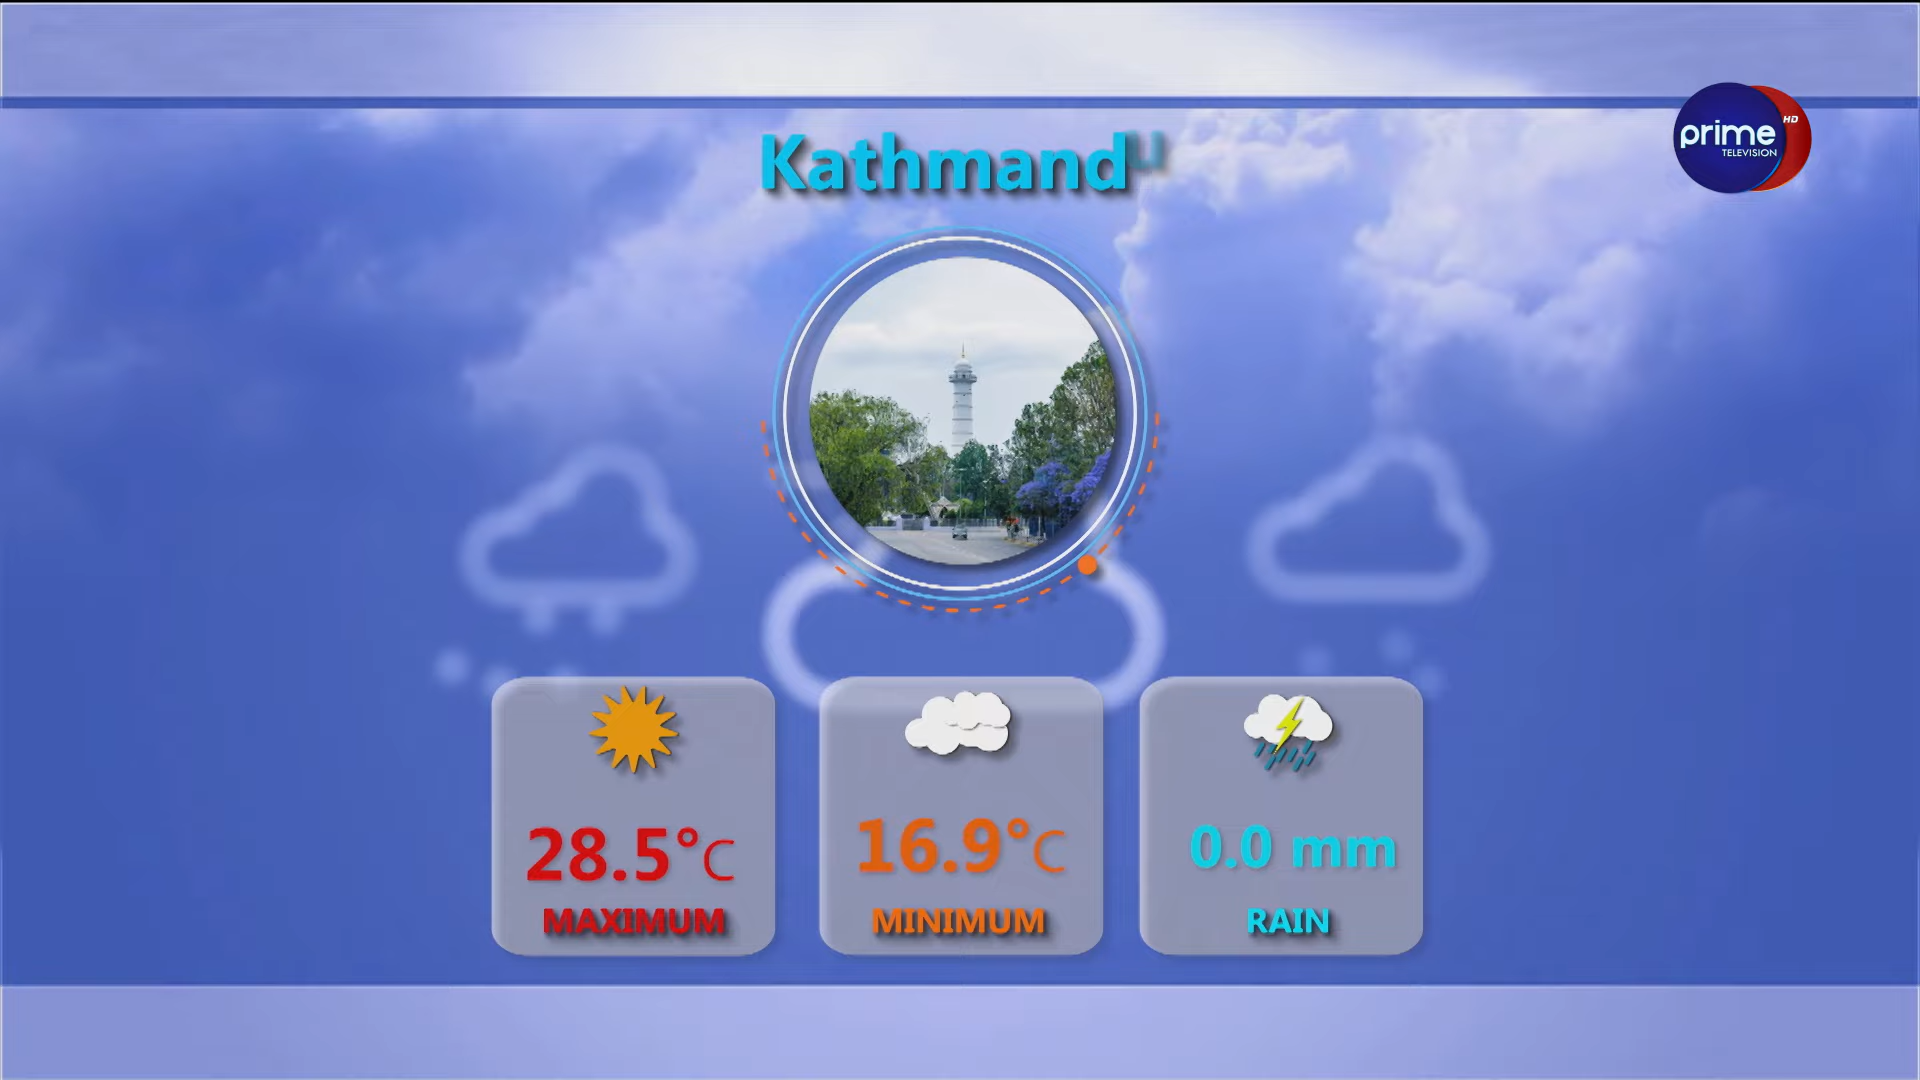 Kathmandu
prime HD
TELEVISION
28.5°C
MAXIMUM
16.9°C
MINIMUM
0.0 mm
RAIN